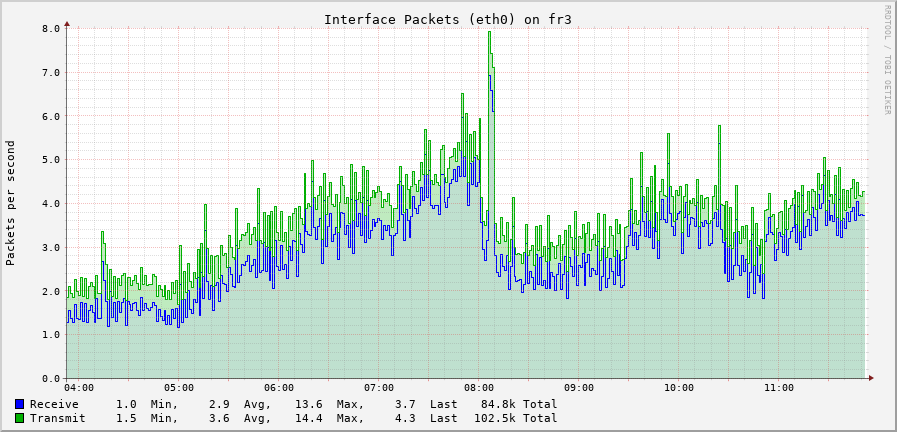 Interface Packets (eth0) on fr3
RRDTOOL / TOBI OETIKER
Packets per second
8.0
7.0
6.0
5.0
4.0
3.0
2.0
1.0
0.0
04:00 05:00 06:00 07:00 08:00 09:00 10:00 11:00
Receive 1.0 Min, 2.9 Avg, 13.6 Max, 3.7 Last 84.8k Total
Transmit 1.5 Min, 3.6 Avg, 14.4 Max, 4.3 Last 102.5k Total